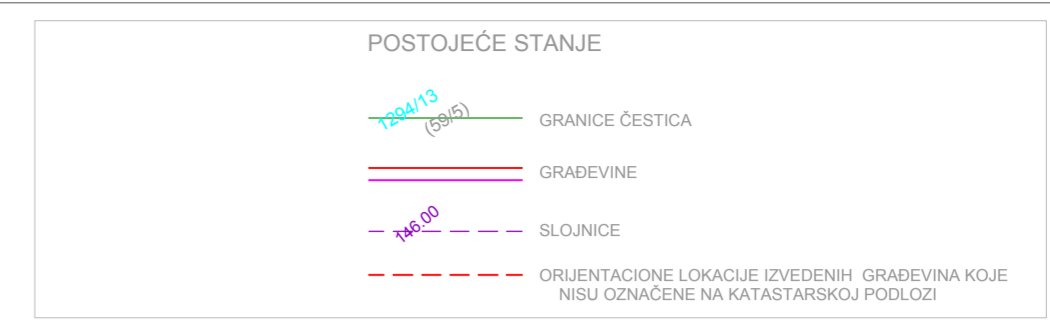 POSTOJEĆE STANJE
1294/13
(59/5)
GRANICE ČESTICA
GRAĐEVINE
146.00
SLOJNICE
ORIJENTACIONE LOKACIJE IZVEDENIH GRAĐEVINA KOJE
NISU OZNAČENE NA KATASTARSKOJ PODLOZI